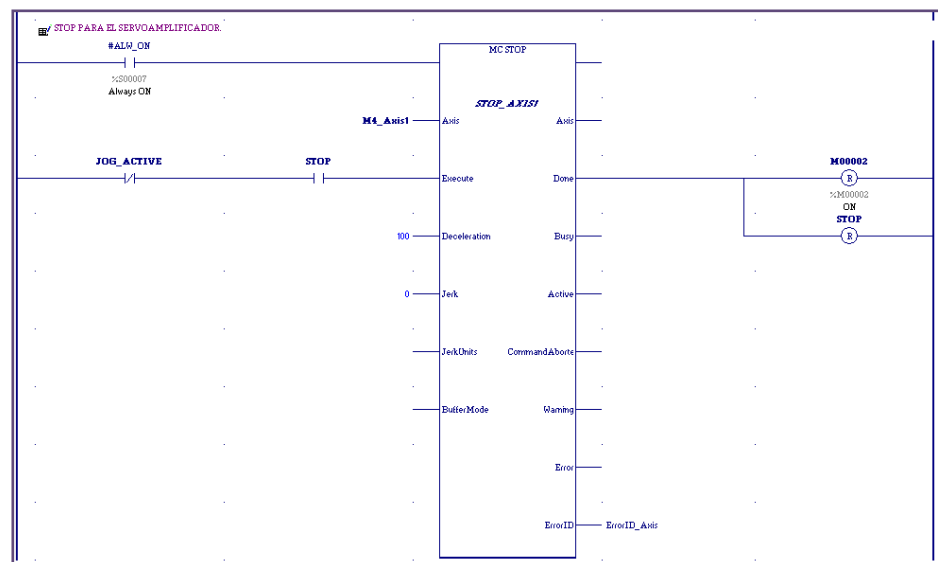 STOP PARA EL SERVOAMPLIFICADOR.
#ALW_ON
MC STOP
%S00007
Always ON
STOP_AXIS1
M4_Axis1
Axis
Axis
JOG_ACTIVE
STOP
M00002
Execute
Done
R
%M00002
ON
STOP
100
Deceleration
Busy
R
0
Jerk
Active
JerkUnits
CommandAborte
BufferMode
Warning
Error
ErrorID
ErrorID_Axis